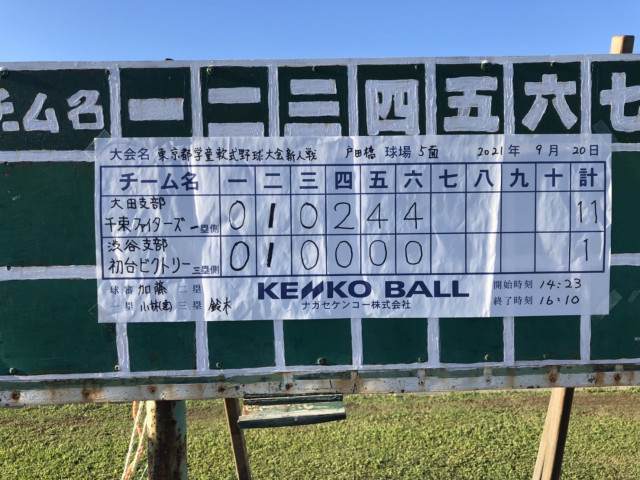 チーム名 一 二 三 四 五 六 七
大会名 東京都学童軟式野球大会新人戦 戸田橋 球場 5面 2021年 9月 20日
チーム名 一 二 三 四 五 六 七 八 九 十 計
大田支部
千束ファイターズ 一塁側 0 1 0 2 4 4 11
渋谷支部
初台ビクトリー 三塁側 0 1 0 0 0 0 1
球審 加藤 二塁
一塁 小林(宏) 三塁 鈴木
KENKO BALL
ナカセケンコー株式会社
開始時刻 14:23
終了時刻 16:10